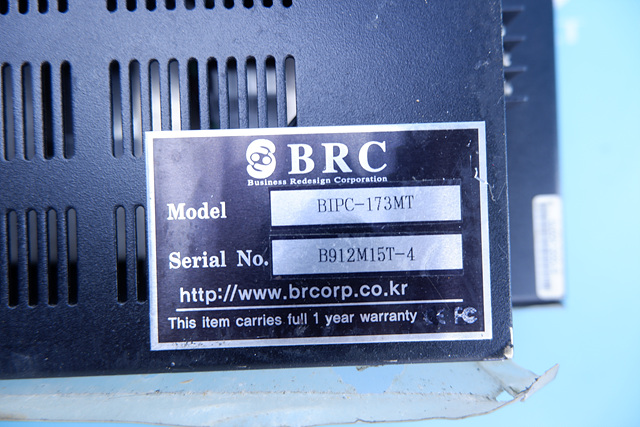 BRC
Business Redesign Corporation
Model BIPC-173MT
Serial No. B912M15T-4
http://www.brcorp.co.kr
This item carries full 1 year warranty FC